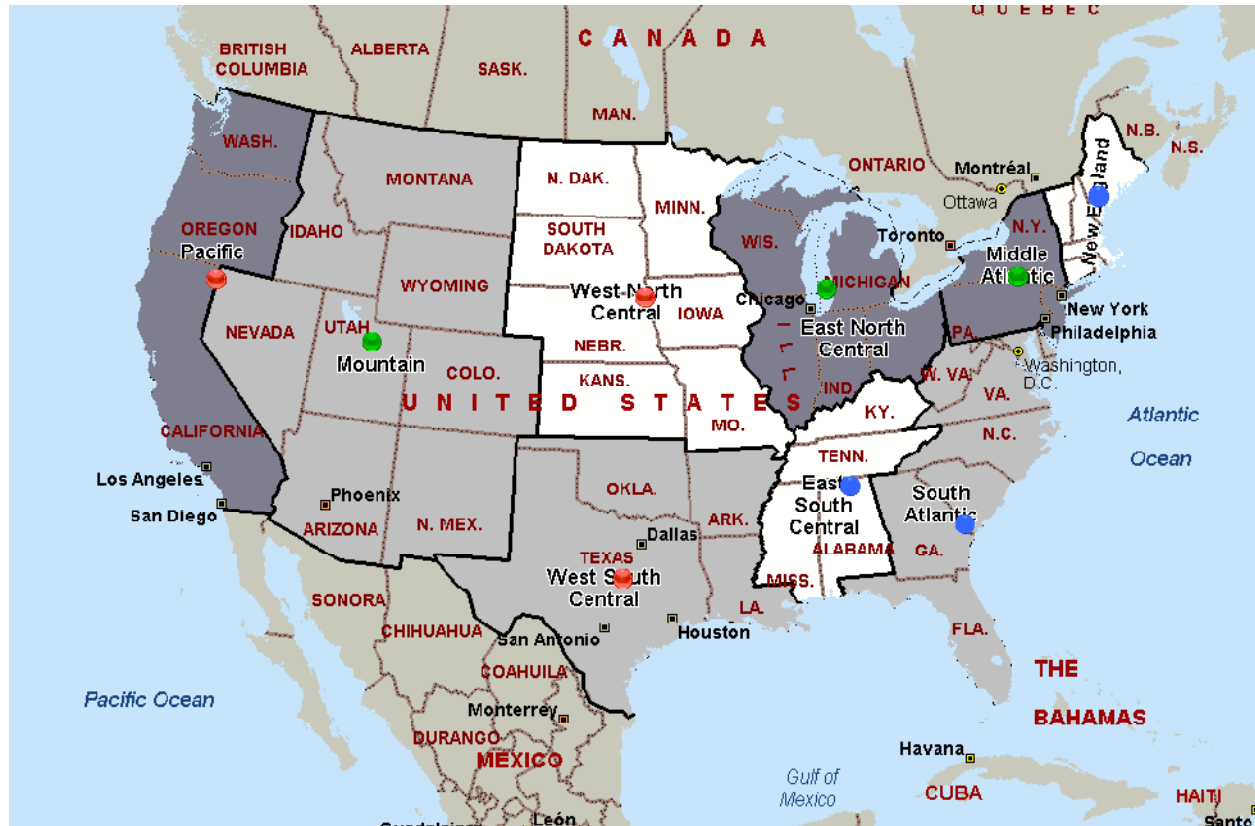 QUEBEC
CANADA
BRITISH
COLUMBIA
ALBERTA
SASK.
MAN.
ONTARIO
N.B.
N.S.
Montréal
Ottawa
Toronto
WASH.
MONTANA
N. DAK.
MINN.
OREGON
IDAHO
SOUTH
DAKOTA
WIS.
MICHIGAN
N.Y.
New England
Pacific
Middle
Atlantic
WYOMING
West North
Central
IOWA
Chicago
New York
Philadelphia
NEVADA
UTAH
Mountain
NEBR.
ILL
East North
Central
PA.
Washington,
D.C.
COLO.
KANS.
IND.
W. VA.
VA.
UNITED STATES
MO.
KY.
Atlantic
Ocean
CALIFORNIA
TENN.
N.C.
Los Angeles
San Diego
Phoenix
ARIZONA
N. MEX.
OKLA.
ARK.
East
South
Central
South
Atlantic
Dallas
TEXAS
West South
Central
ALABAMA
GA.
MISS.
LA.
SONORA
CHIHUAHUA
San Antonio
Houston
FLA.
COAHUILA
THE
BAHAMAS
Pacific Ocean
Monterrey
DURANGO
MEXICO
Gulf of
Mexico
Havana
CUBA
HAITI
León
Santo